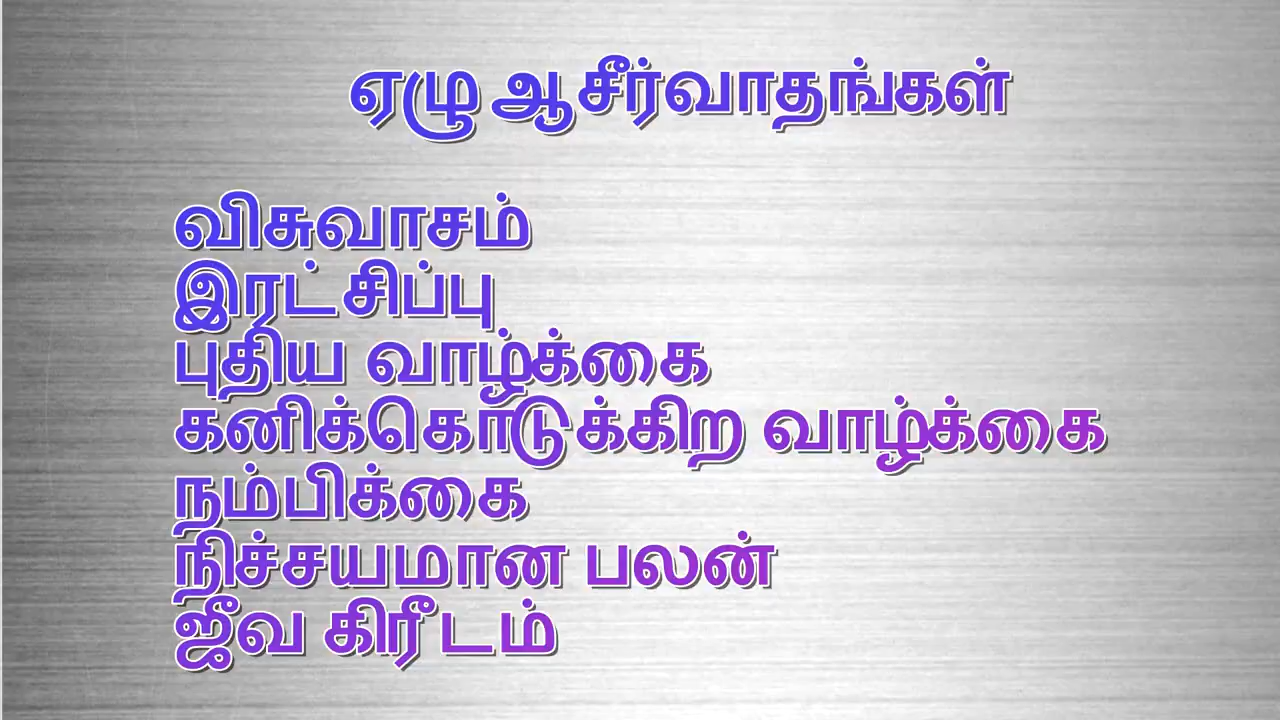 ஏழு ஆசீர்வாதங்கள்
விசுவாசம்
இரட்சிப்பு
புதிய வாழ்க்கை
கனிக்கொடுக்கிற வாழ்க்கை
நம்பிக்கை
நிச்சயமான பலன்
ஜீவ கிரீடம்